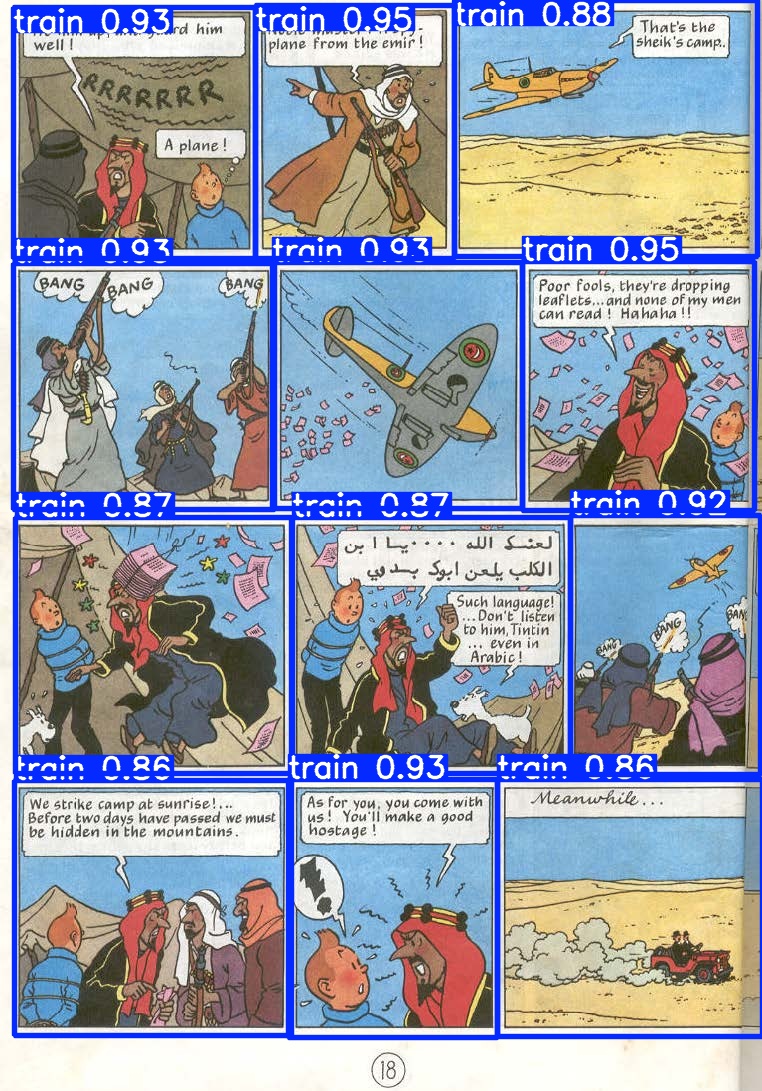 train 0.93
him
well !
RRRRRRR
A plane !
train 0.95
plane from the emir !
train 0.88
That's the
sheik's camp..
train 0.93
BANG
BANG
BANG
train 0.93
train 0.95
Poor fools, they're dropping
leaflets...and none of my men
can read ! Hahaha !!
train 0.87
train 0.87
لعنك الله ....يا ابن
الكلب يلعن ابوك بدوي
Such language!
...Don't listen
to him, Tintin
... even in
Arabic !
train 0.92
BANG
BANG
BAN
train 0.86
We strike camp at sunrise !...
Before two days have passed we must
be hidden in the mountains.
train 0.93
As for you, you come with
us ! You'll make a good
hostage !
!
train 0.86
Meanwhile...
18